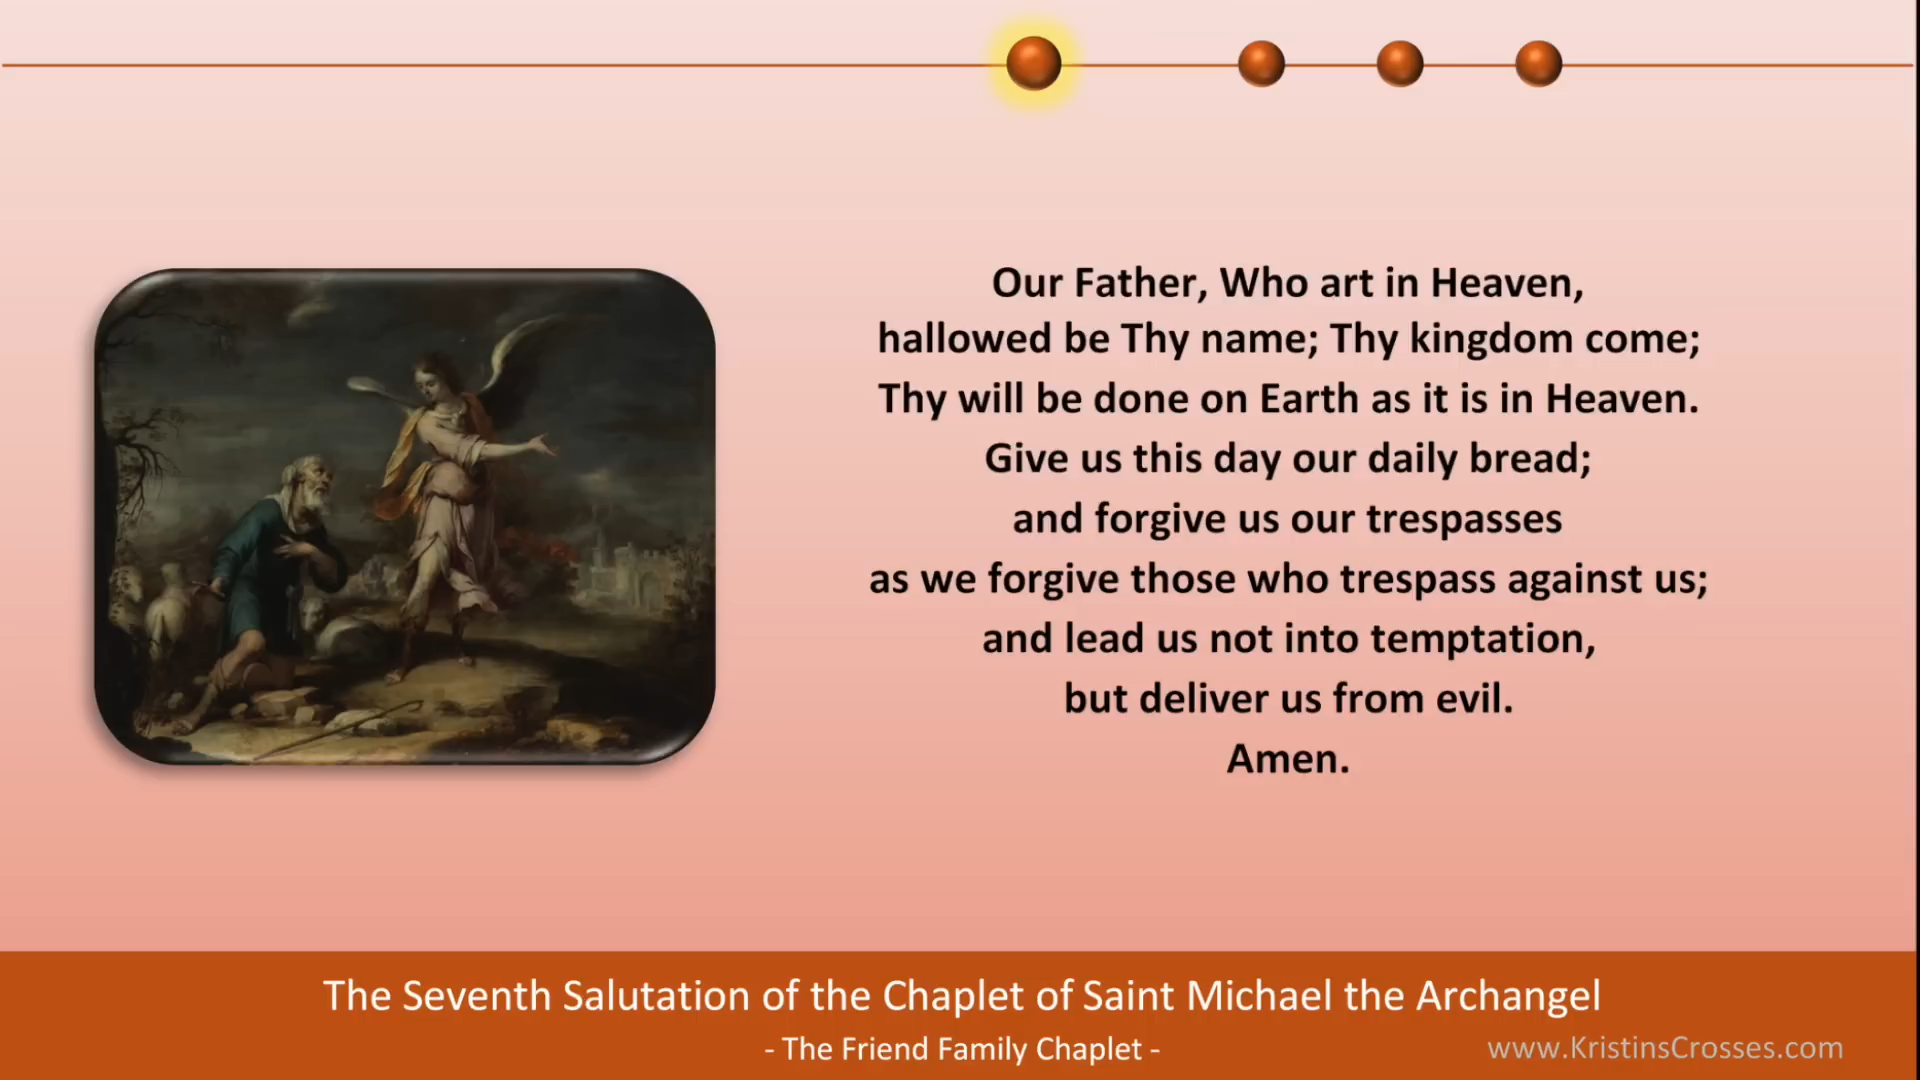 Our Father, Who art in Heaven,
hallowed be Thy name; Thy kingdom come;
Thy will be done on Earth as it is in Heaven.
Give us this day our daily bread;
and forgive us our trespasses
as we forgive those who trespass against us;
and lead us not into temptation,
but deliver us from evil.
Amen.
The Seventh Salutation of the Chaplet of Saint Michael the Archangel
- The Friend Family Chaplet -
www.KristinsCrosses.com